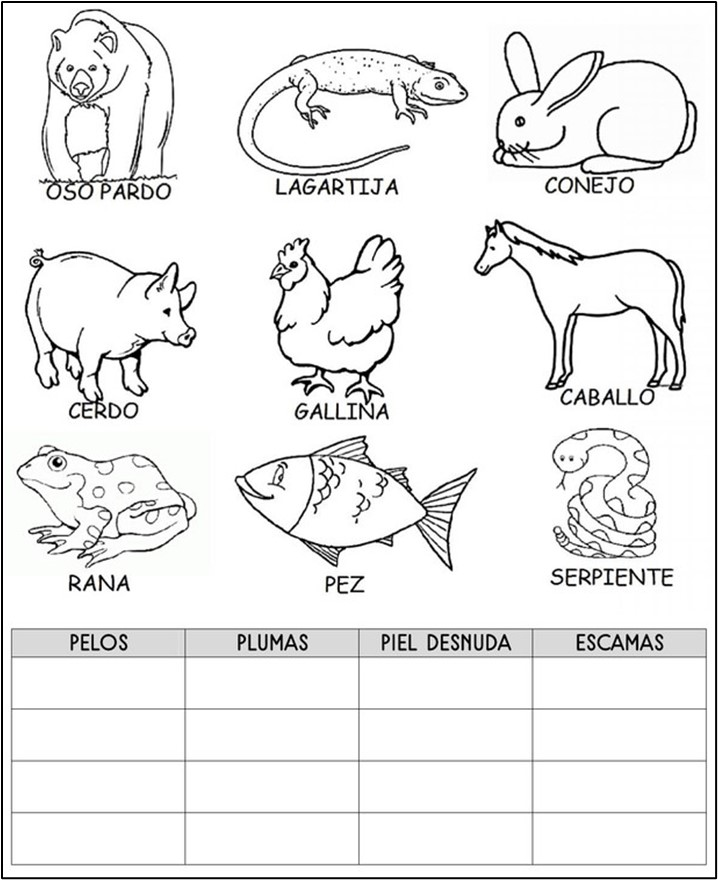 OSO PARDO
LAGARTIJA
CONEJO
CERDO
GALLINA
CABALLO
RANA
PEZ
SERPIENTE
PELOS PLUMAS PIEL DESNUDA ESCAMAS